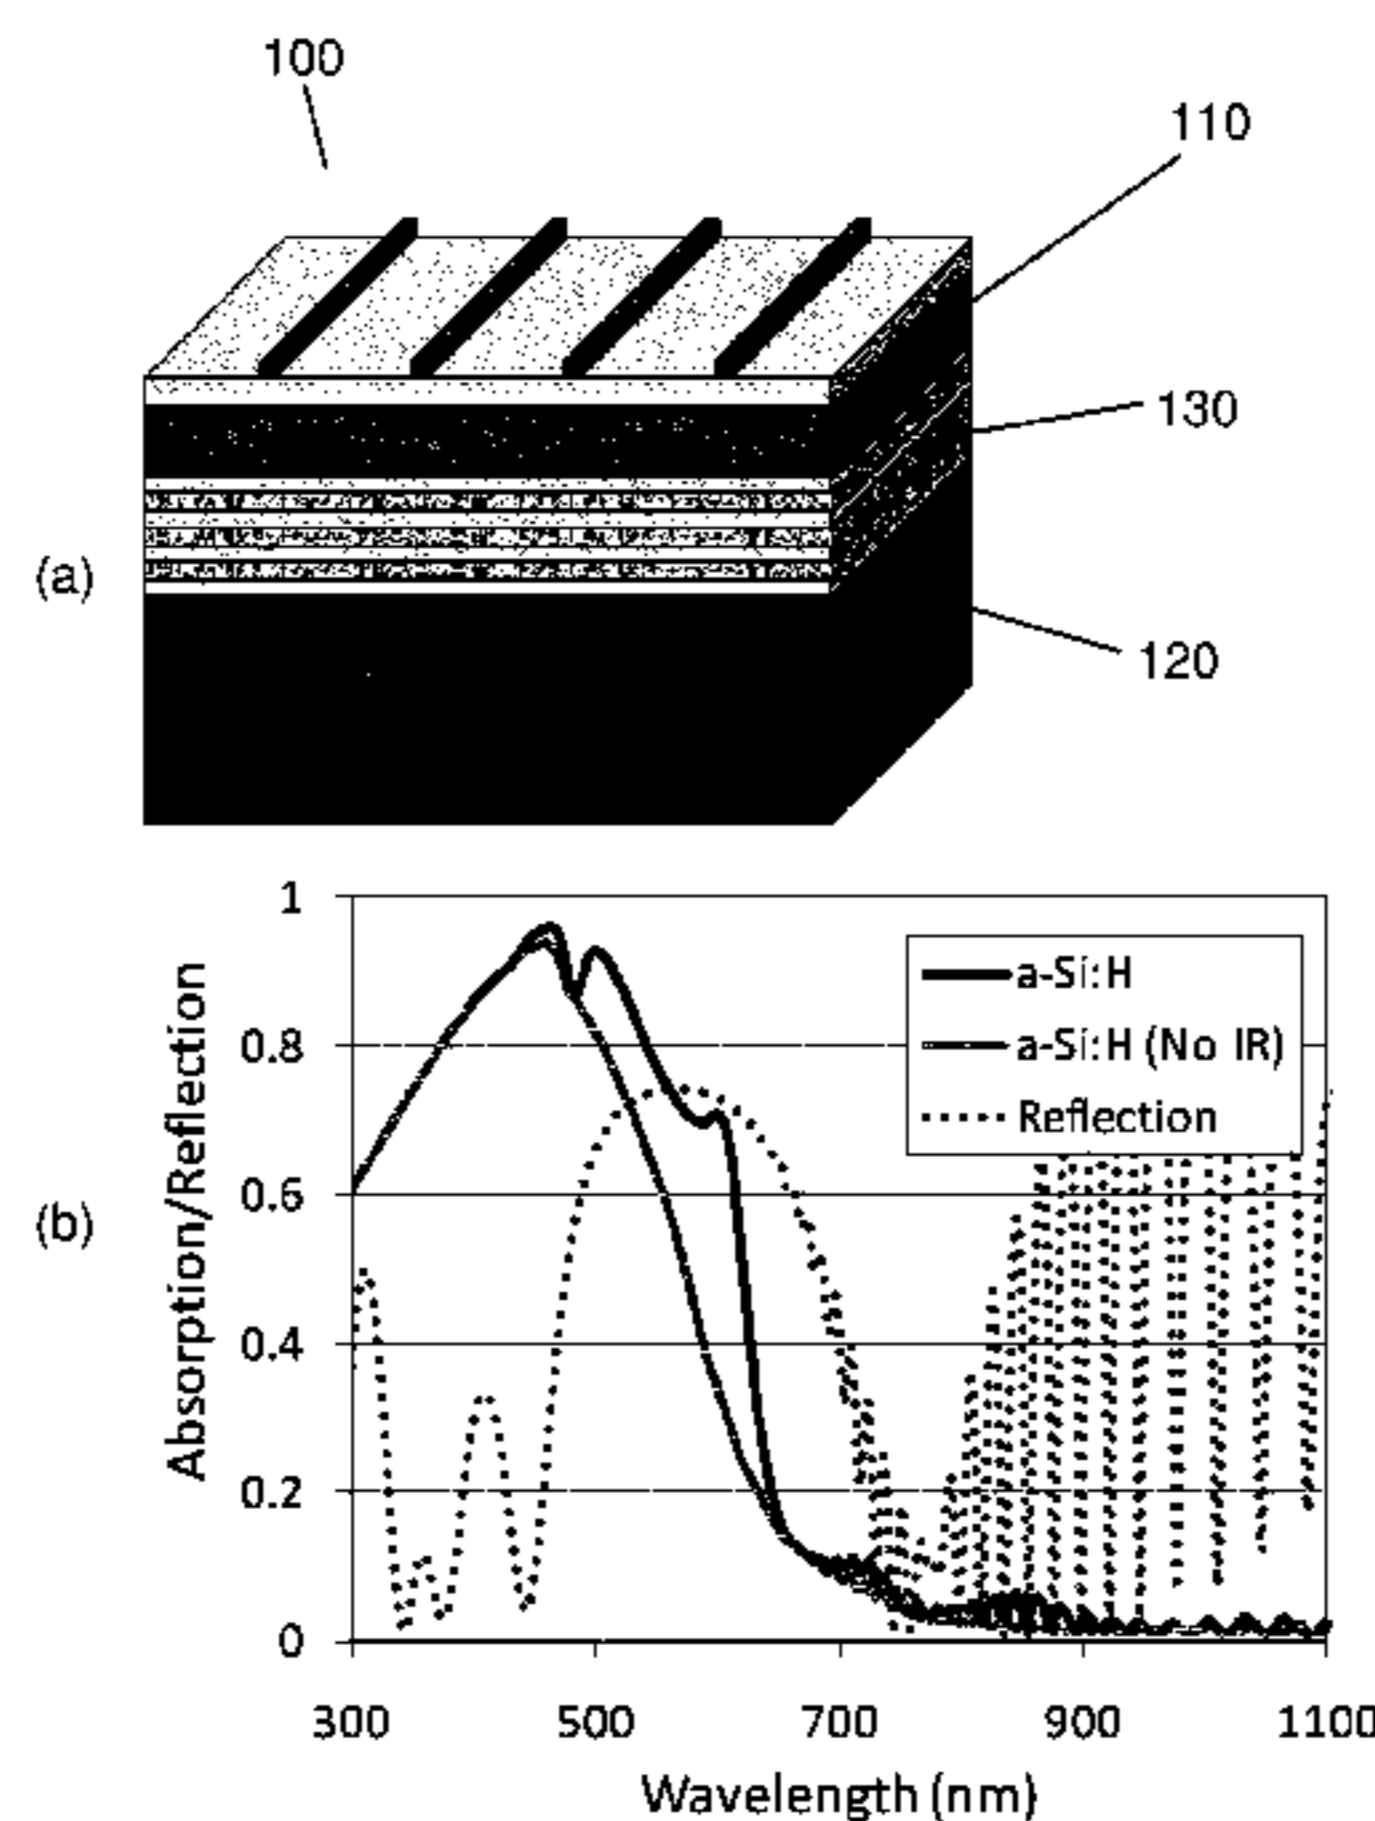 100
110
130
(a)
120
1
0.8
0.6
0.4
0.2
0
Absorption/Reflection
a-Si:H
a-Si:H (No IR)
Reflection
(b)
300 500 700 900 1100
Wavelength (nm)